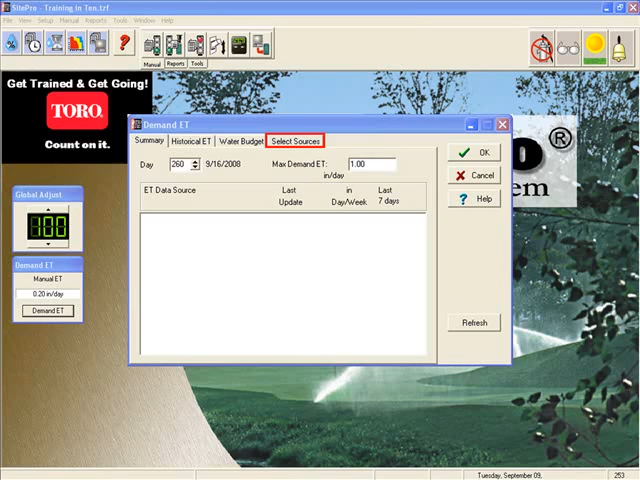 SitePro - Training in Ten.tzf
File View Setup Manual Reports Toro Window Help
Manual Reports Tools
Get Trained & Get Going!
TORO
Count on it.
Global Adjust
100
Demand ET
Manual ET
0.20 in/day
Demand ET
Demand ET
Summary Historical ET Water Budget Select Sources
Day 260 9/16/2008 Max Demand ET: 1.00
in/day
ET Data Source Last in Last
Update Day/Week 7 days
OK
Cancel
? Help
Refresh
®
em
Tuesday, September 09, 253